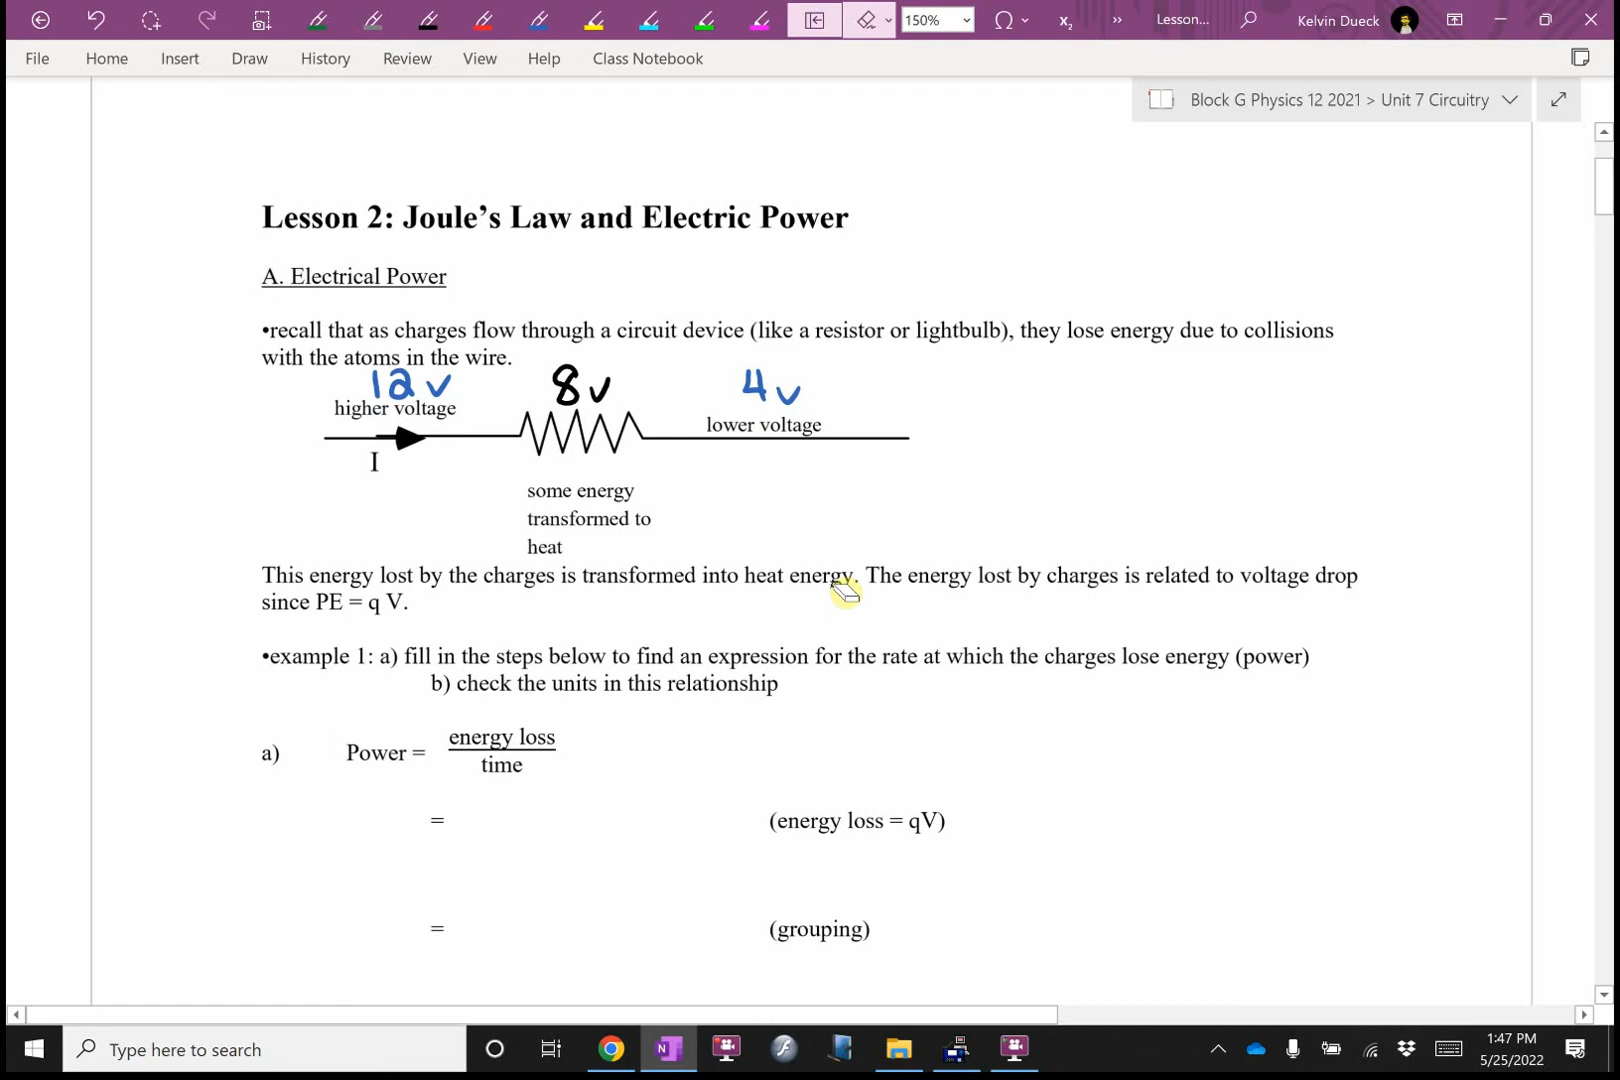 150%
Ω
x₂
»
Lesson...
Kelvin Dueck
File Home Insert Draw History Review View Help Class Notebook
Block G Physics 12 2021 > Unit 7 Circuitry
Lesson 2: Joule's Law and Electric Power
A. Electrical Power
•recall that as charges flow through a circuit device (like a resistor or lightbulb), they lose energy due to collisions
with the atoms in the wire.
12 v 8 v 4 v
higher voltage
lower voltage
I
some energy
transformed to
heat
This energy lost by the charges is transformed into heat energy. The energy lost by charges is related to voltage drop
since PE = q V.
•example 1: a) fill in the steps below to find an expression for the rate at which the charges lose energy (power)
b) check the units in this relationship
a) Power = energy loss
time
= (energy loss = qV)
= (grouping)
Type here to search
N
1:47 PM
5/25/2022